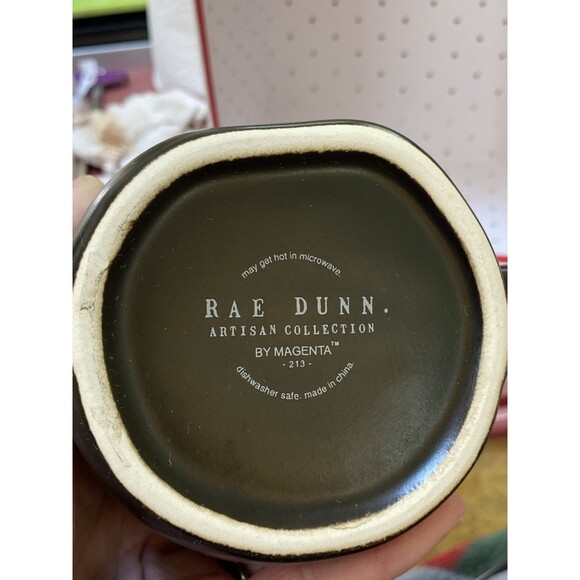 may get hot in microwave.
RAE DUNN.
ARTISAN COLLECTION
BY MAGENTA™
- 213 -
dishwasher safe. made in china.